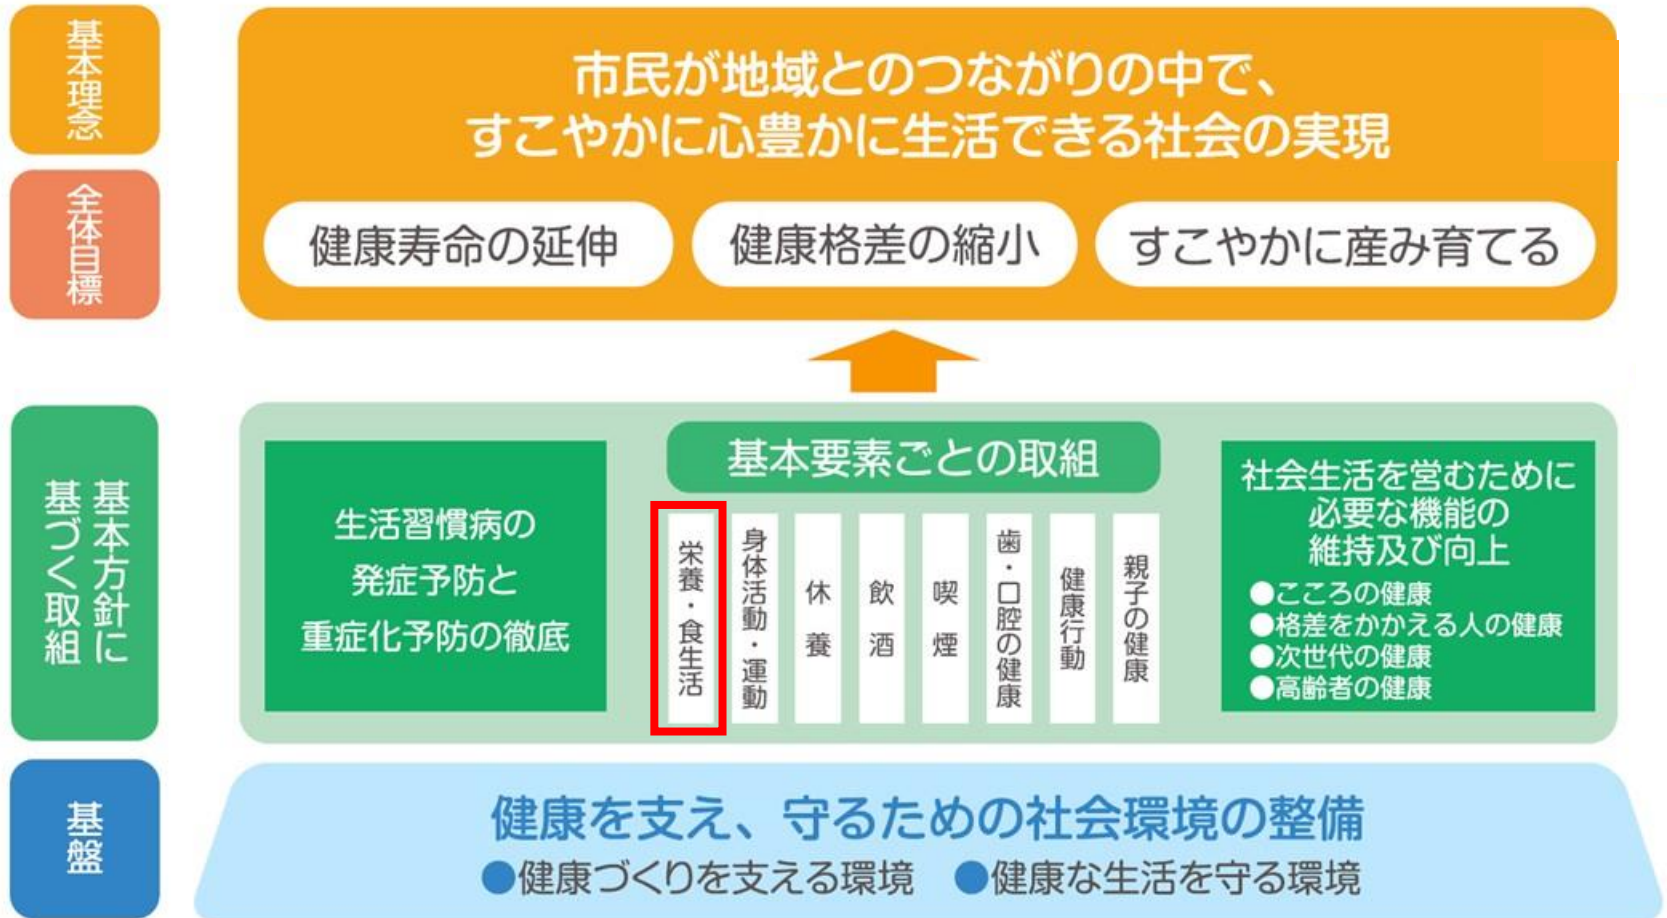 基本理念
市民が地域とのつながりの中で、
すこやかに心豊かに生活できる社会の実現
全体目標
健康寿命の延伸
健康格差の縮小
すこやかに産み育てる
基本方針に
基づく取組
生活習慣病の
発症予防と
重症化予防の徹底
基本要素ごとの取組
栄養・食生活
身体活動・運動
休養
飲酒
喫煙
歯・口腔の健康
健康行動
親子の健康
社会生活を営むために
必要な機能の
維持及び向上
●こころの健康
●格差をかかえる人の健康
●次世代の健康
●高齢者の健康
基盤
健康を支え、守るための社会環境の整備
●健康づくりを支える環境 ●健康な生活を守る環境